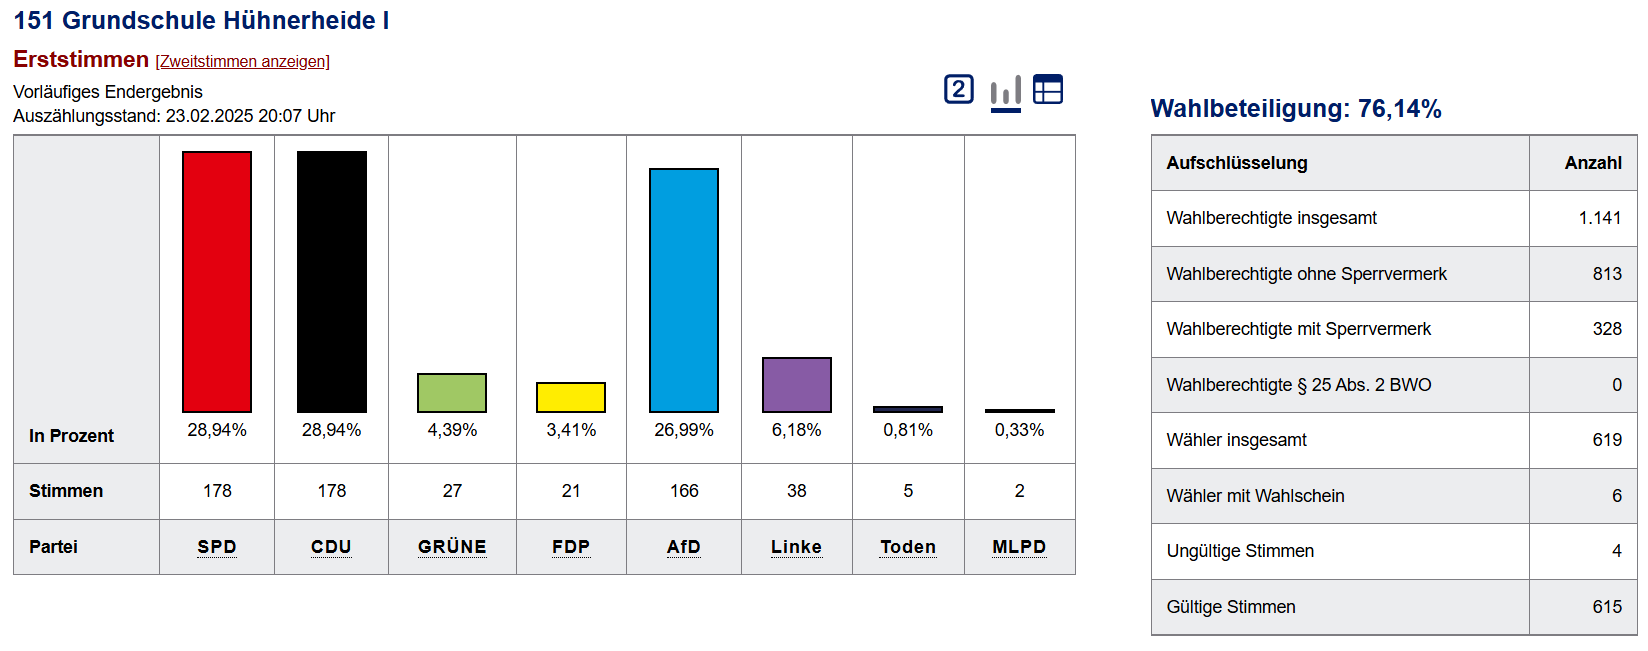 151 Grundschule Hühnerheide I
Erststimmen [Zweitstimmen anzeigen]
Vorläufiges Endergebnis
Auszählungsstand: 23.02.2025 20:07 Uhr
2
In Prozent 28,94% 28,94% 4,39% 3,41% 26,99% 6,18% 0,81% 0,33%
Stimmen 178 178 27 21 166 38 5 2
Partei SPD CDU GRÜNE FDP AfD Linke Toden MLPD
Wahlbeteiligung: 76,14%
Aufschlüsselung Anzahl
Wahlberechtigte insgesamt 1.141
Wahlberechtigte ohne Sperrvermerk 813
Wahlberechtigte mit Sperrvermerk 328
Wahlberechtigte § 25 Abs. 2 BWO 0
Wähler insgesamt 619
Wähler mit Wahlschein 6
Ungültige Stimmen 4
Gültige Stimmen 615